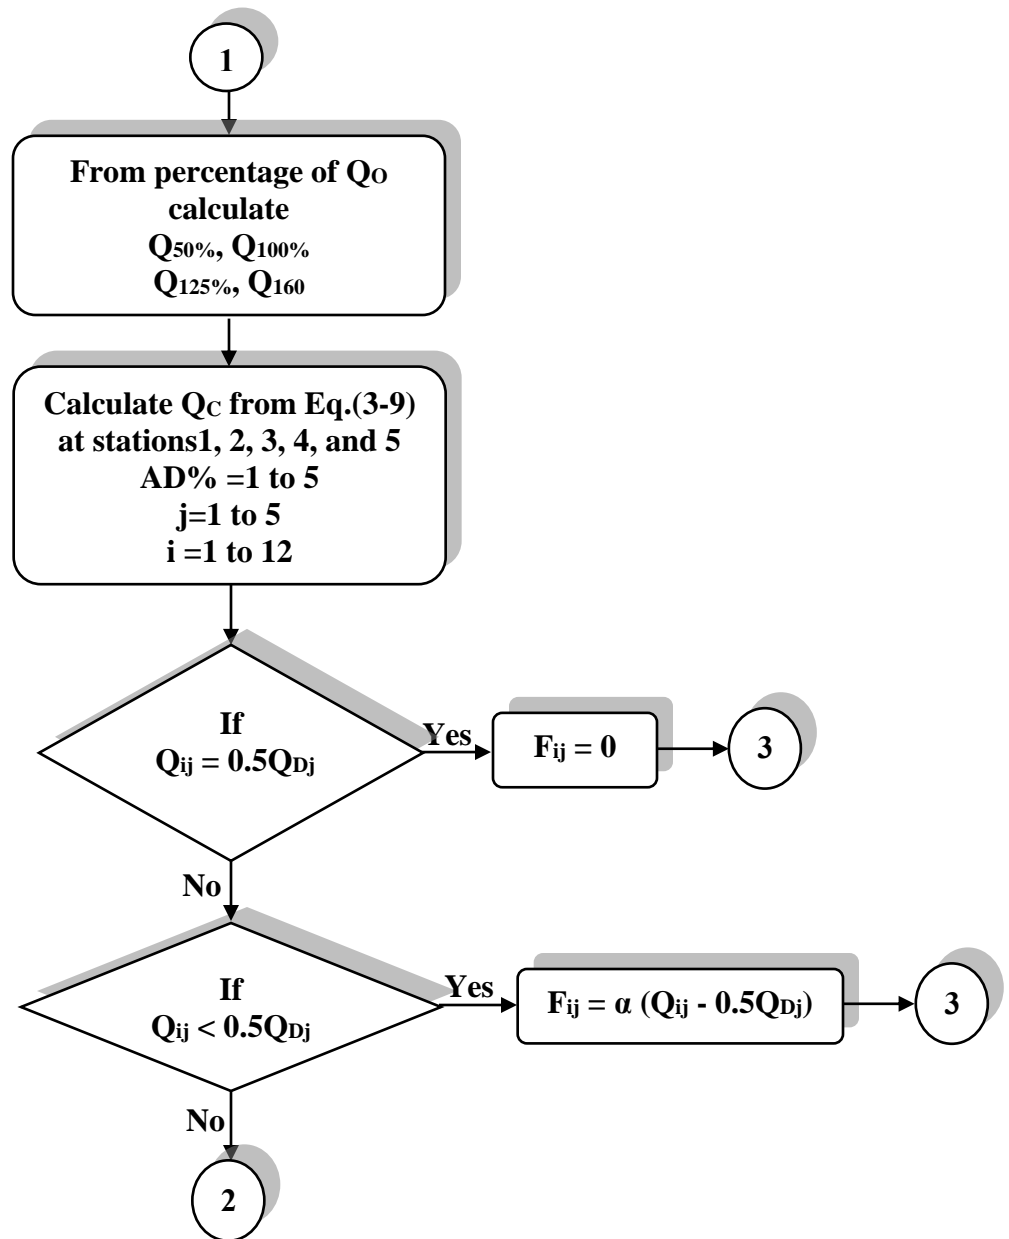 1
From percentage of QO
calculate
Q50%, Q100%
Q125%, Q160
Calculate QC from Eq.(3-9)
at stations1, 2, 3, 4, and 5
AD% =1 to 5
j=1 to 5
i =1 to 12
If
Qij = 0.5QDj
Yes
Fij = 0
3
No
If
Qij < 0.5QDj
Yes
Fij = α (Qij - 0.5QDj)
3
No
2